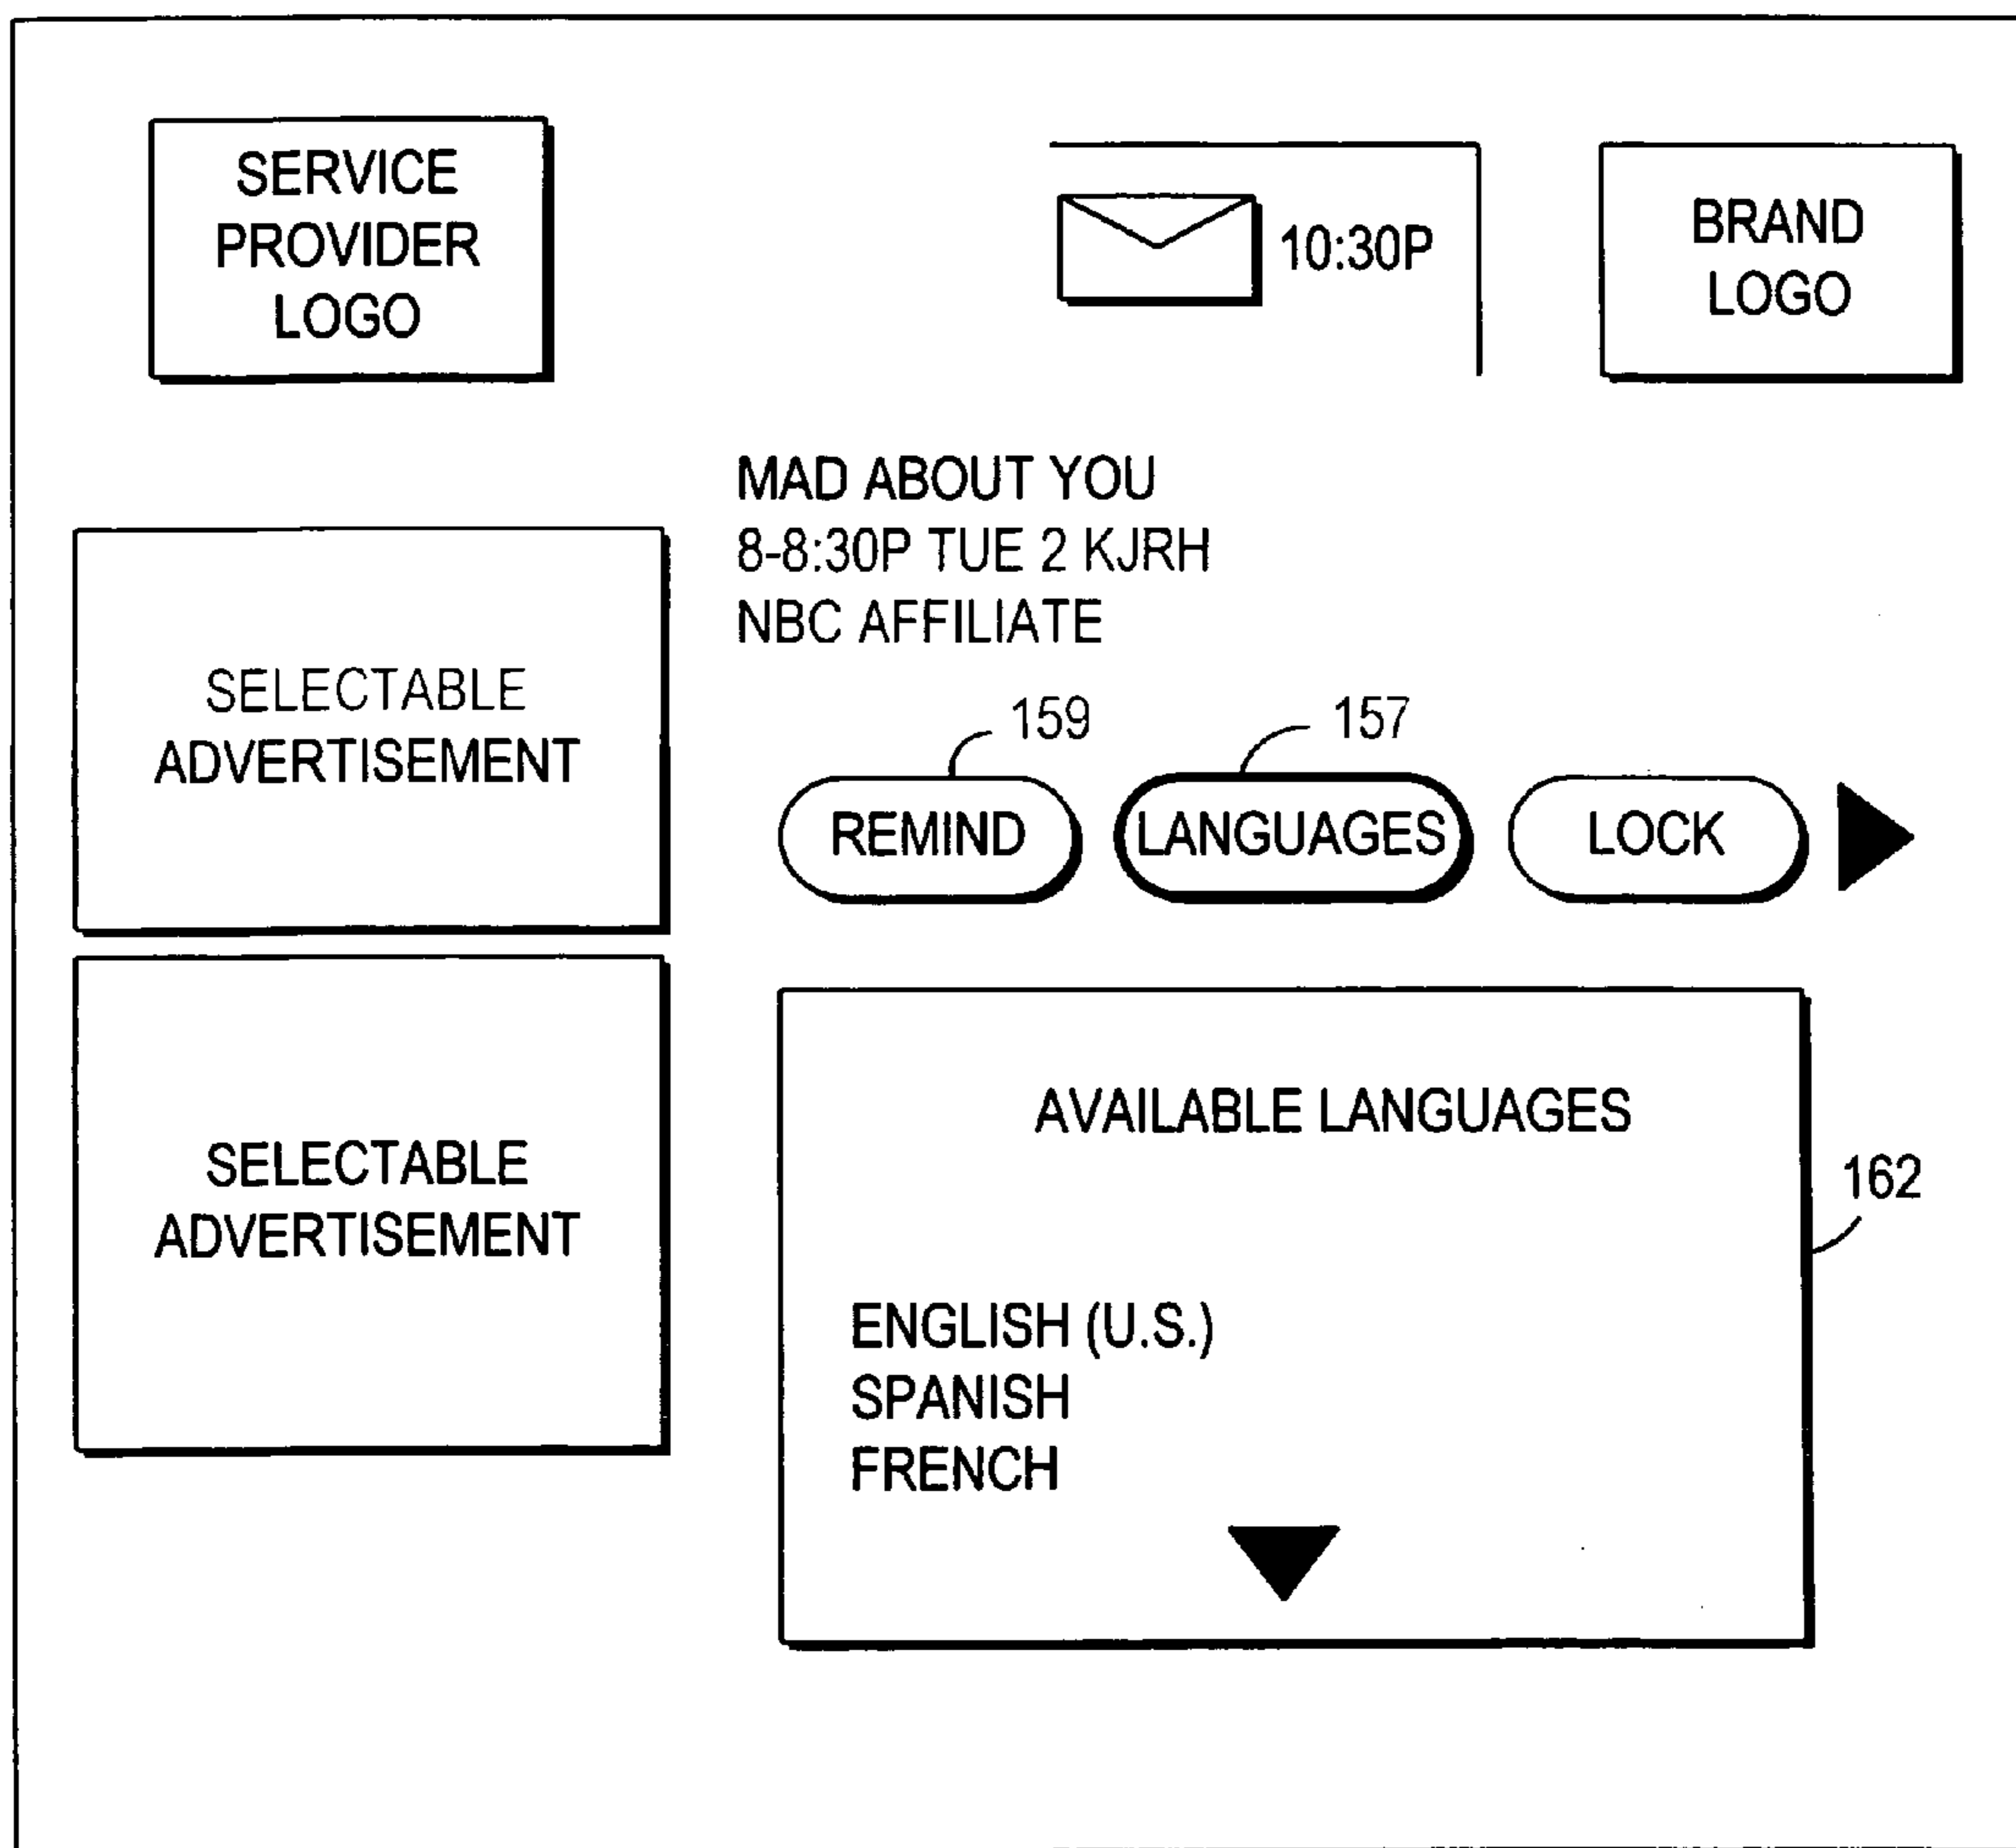 SERVICE
PROVIDER
LOGO
10:30P
BRAND
LOGO
MAD ABOUT YOU
8-8:30P TUE 2 KJRH
NBC AFFILIATE
SELECTABLE
ADVERTISEMENT
159
157
REMIND
LANGUAGES
LOCK
SELECTABLE
ADVERTISEMENT
AVAILABLE LANGUAGES
162
ENGLISH (U.S.)
SPANISH
FRENCH